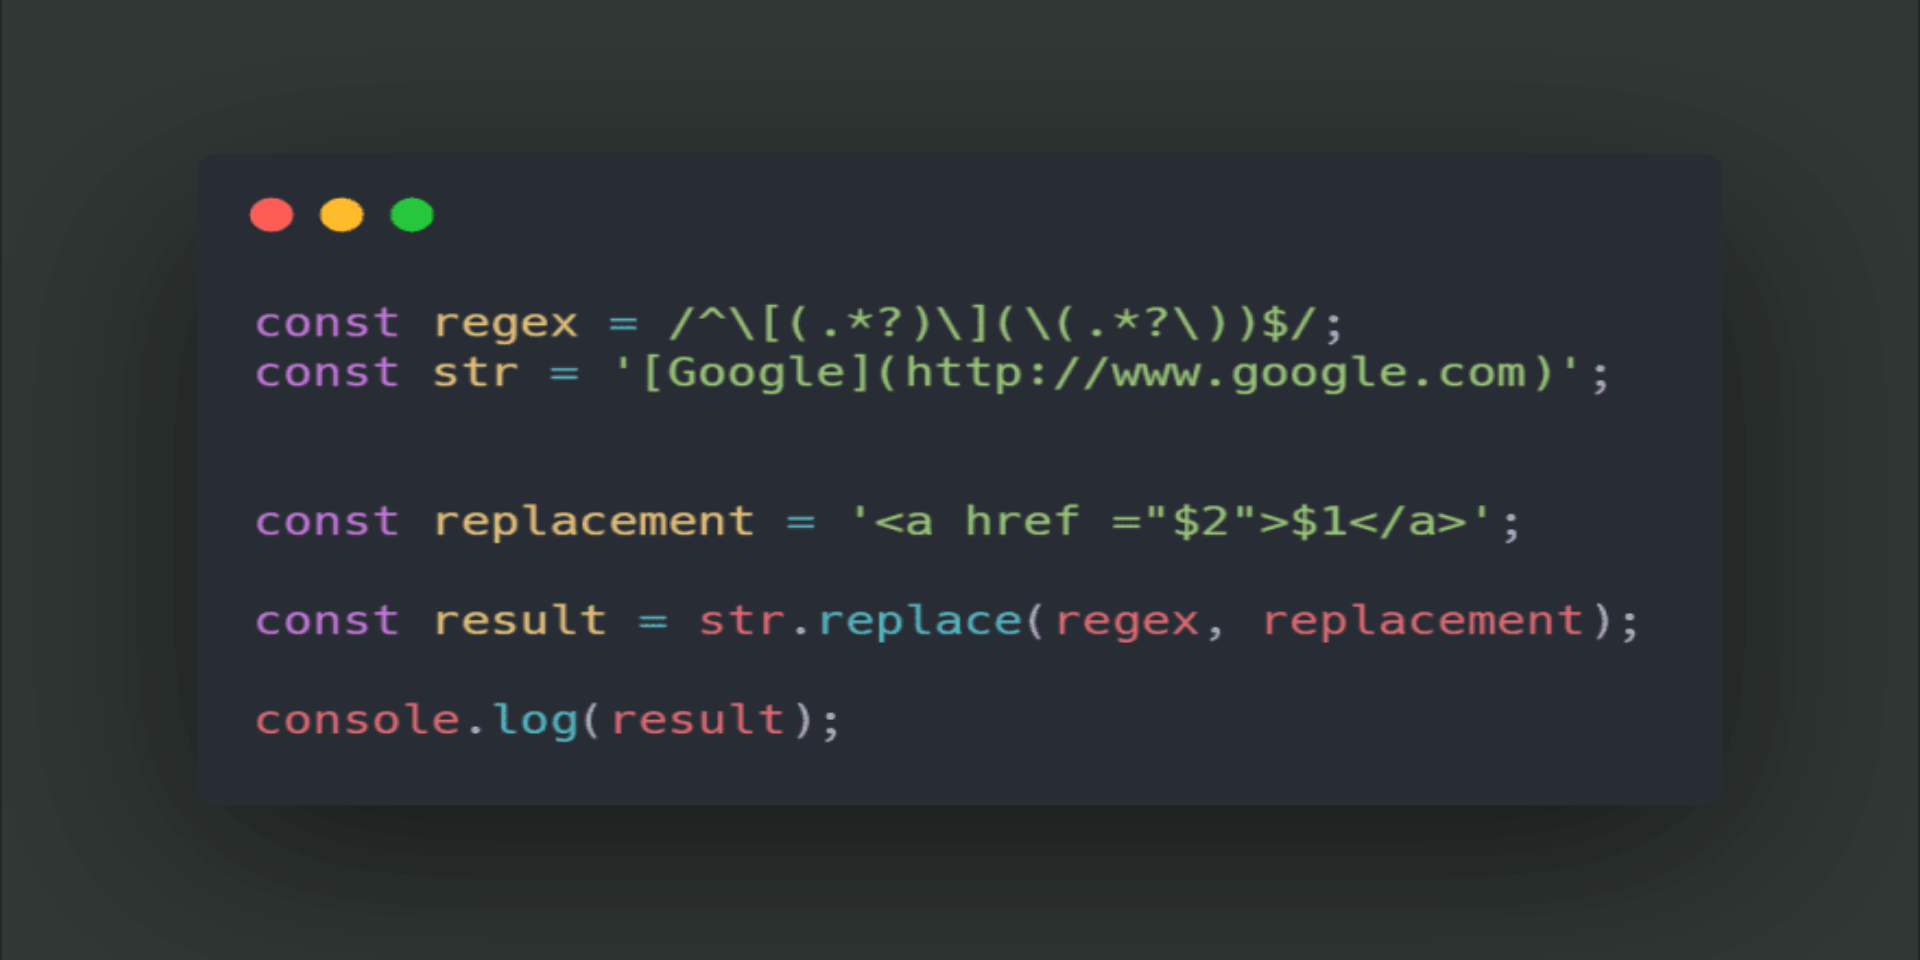 const regex = /^\[(.*?)\](\(.*?\))$/;
const str = '[Google](http://www.google.com)';
const replacement = '<a href ="$2">$1</a>';
const result = str.replace(regex, replacement);
console.log(result);